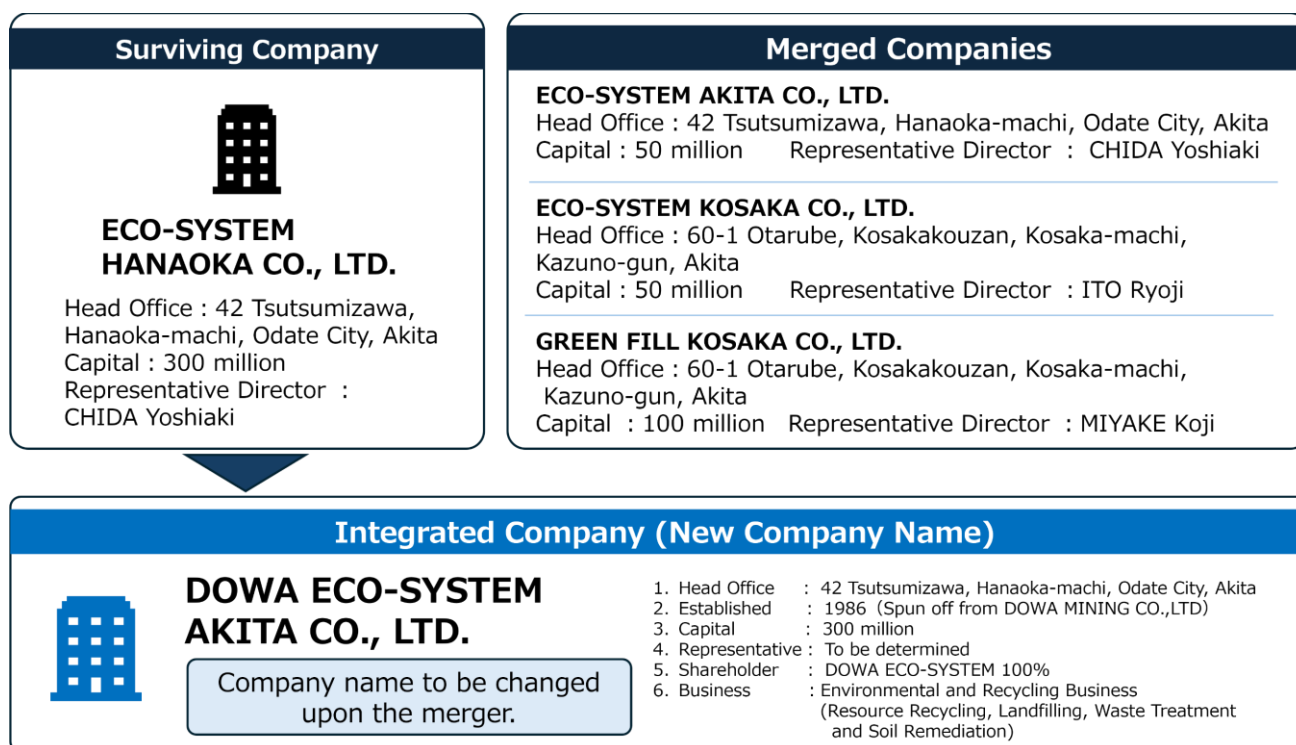 Surviving Company
ECO-SYSTEM
HANAOKA CO., LTD.
Head Office : 42 Tsutsumizawa,
Hanaoka-machi, Odate City, Akita
Capital : 300 million
Representative Director :
CHIDA Yoshiaki
Merged Companies
ECO-SYSTEM AKITA CO., LTD.
Head Office : 42 Tsutsumizawa, Hanaoka-machi, Odate City, Akita
Capital : 50 million Representative Director : CHIDA Yoshiaki
ECO-SYSTEM KOSAKA CO., LTD.
Head Office : 60-1 Otarube, Kosakakouzan, Kosaka-machi,
Kazuno-gun, Akita
Capital : 50 million Representative Director : ITO Ryoji
GREEN FILL KOSAKA CO., LTD.
Head Office : 60-1 Otarube, Kosakakouzan, Kosaka-machi,
Kazuno-gun, Akita
Capital : 100 million Representative Director : MIYAKE Koji
Integrated Company (New Company Name)
DOWA ECO-SYSTEM
AKITA CO., LTD.
Company name to be changed
upon the merger.
1. Head Office : 42 Tsutsumizawa, Hanaoka-machi, Odate City, Akita
2. Established : 1986（Spun off from DOWA MINING CO.,LTD）
3. Capital : 300 million
4. Representative : To be determined
5. Shareholder : DOWA ECO-SYSTEM 100%
6. Business : Environmental and Recycling Business
(Resource Recycling, Landfilling, Waste Treatment
and Soil Remediation)